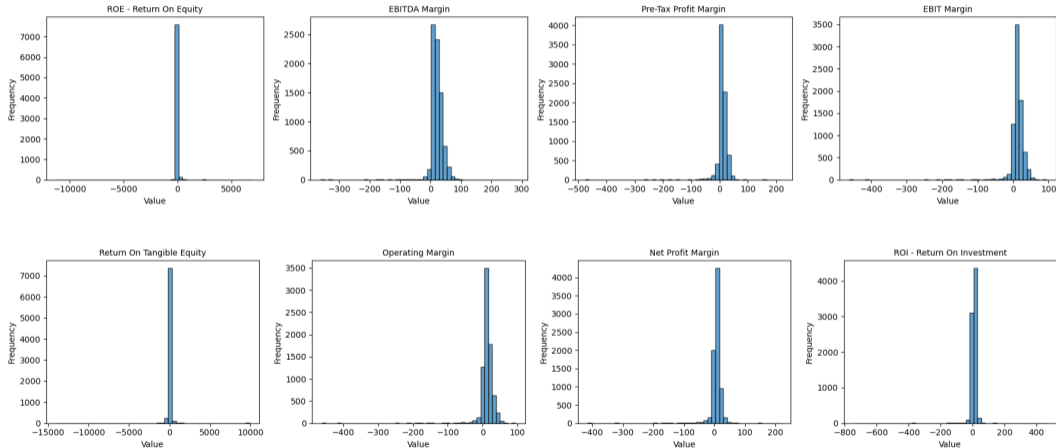 ROE - Return On Equity
7000
6000
5000
4000
3000
2000
1000
0
Frequency
−10000 −5000 0 5000
Value
EBITDA Margin
2500
2000
1500
1000
500
0
Frequency
−300 −200 −100 0 100 200 300
Value
Pre-Tax Profit Margin
4000
3500
3000
2500
2000
1500
1000
500
0
Frequency
−500 −400 −300 −200 −100 0 100 200
Value
EBIT Margin
3500
3000
2500
2000
1500
1000
500
0
Frequency
−400 −300 −200 −100 0 100
Value
Return On Tangible Equity
7000
6000
5000
4000
3000
2000
1000
0
Frequency
−15000 −10000 −5000 0 5000 10000
Value
Operating Margin
3500
3000
2500
2000
1500
1000
500
0
Frequency
−400 −300 −200 −100 0 100
Value
Net Profit Margin
4000
3500
3000
2500
2000
1500
1000
500
0
Frequency
−400 −300 −200 −100 0 100 200
Value
ROI - Return On Investment
4000
3000
2000
1000
0
Frequency
−800 −600 −400 −200 0 200 400
Value